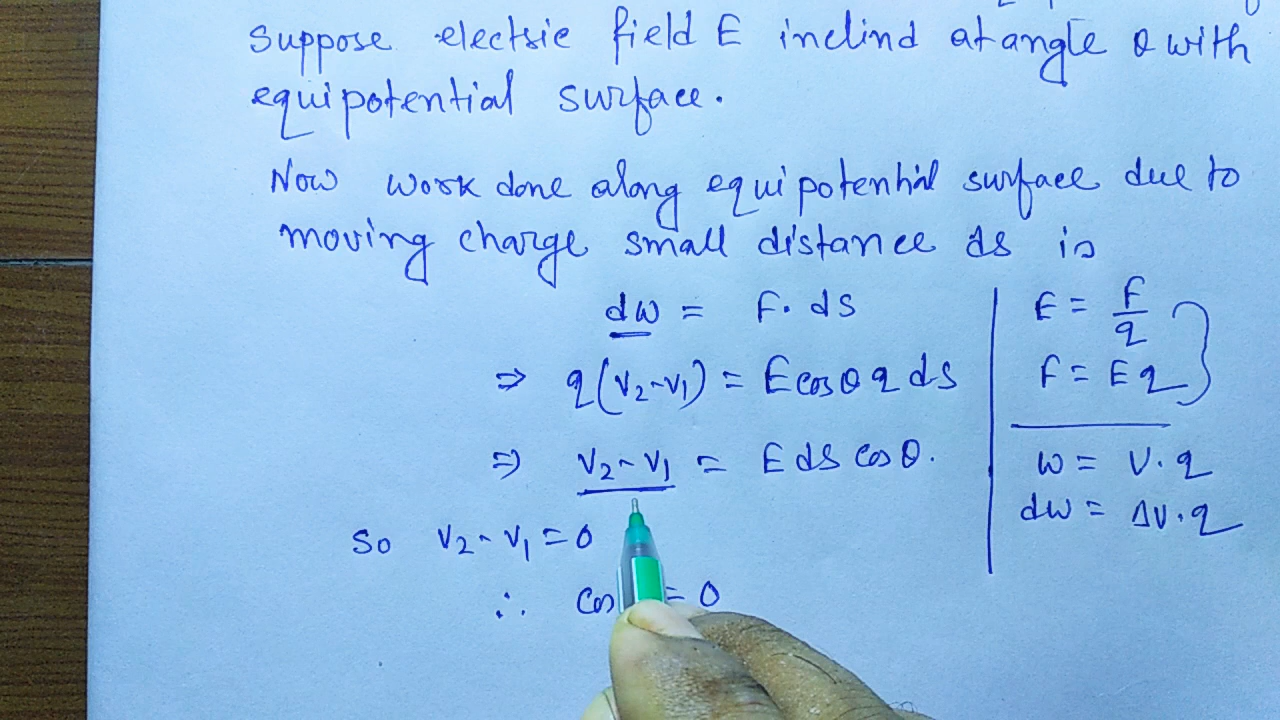 Suppose electric field E inclind at angle θ with
equipotential surface.
Now work done along equipotential surface due to
moving charge small distance ds is
dw = F. ds
⇒ q(V₂-V₁) = E cosθ q ds
⇒ V₂-V₁ = E ds cosθ.
So V₂-V₁ = 0
∴ = 0
E = F/q
F = Eq
W = V.q
dw = ΔV.q